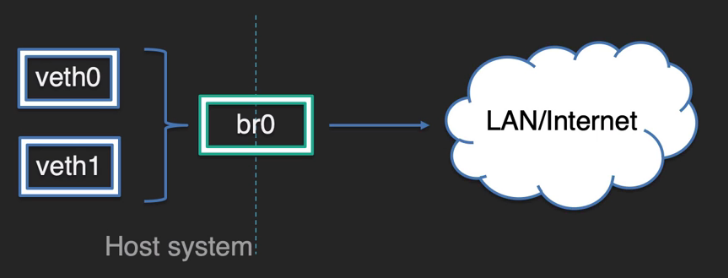 veth0
br0
LAN/Internet
veth1
Host system